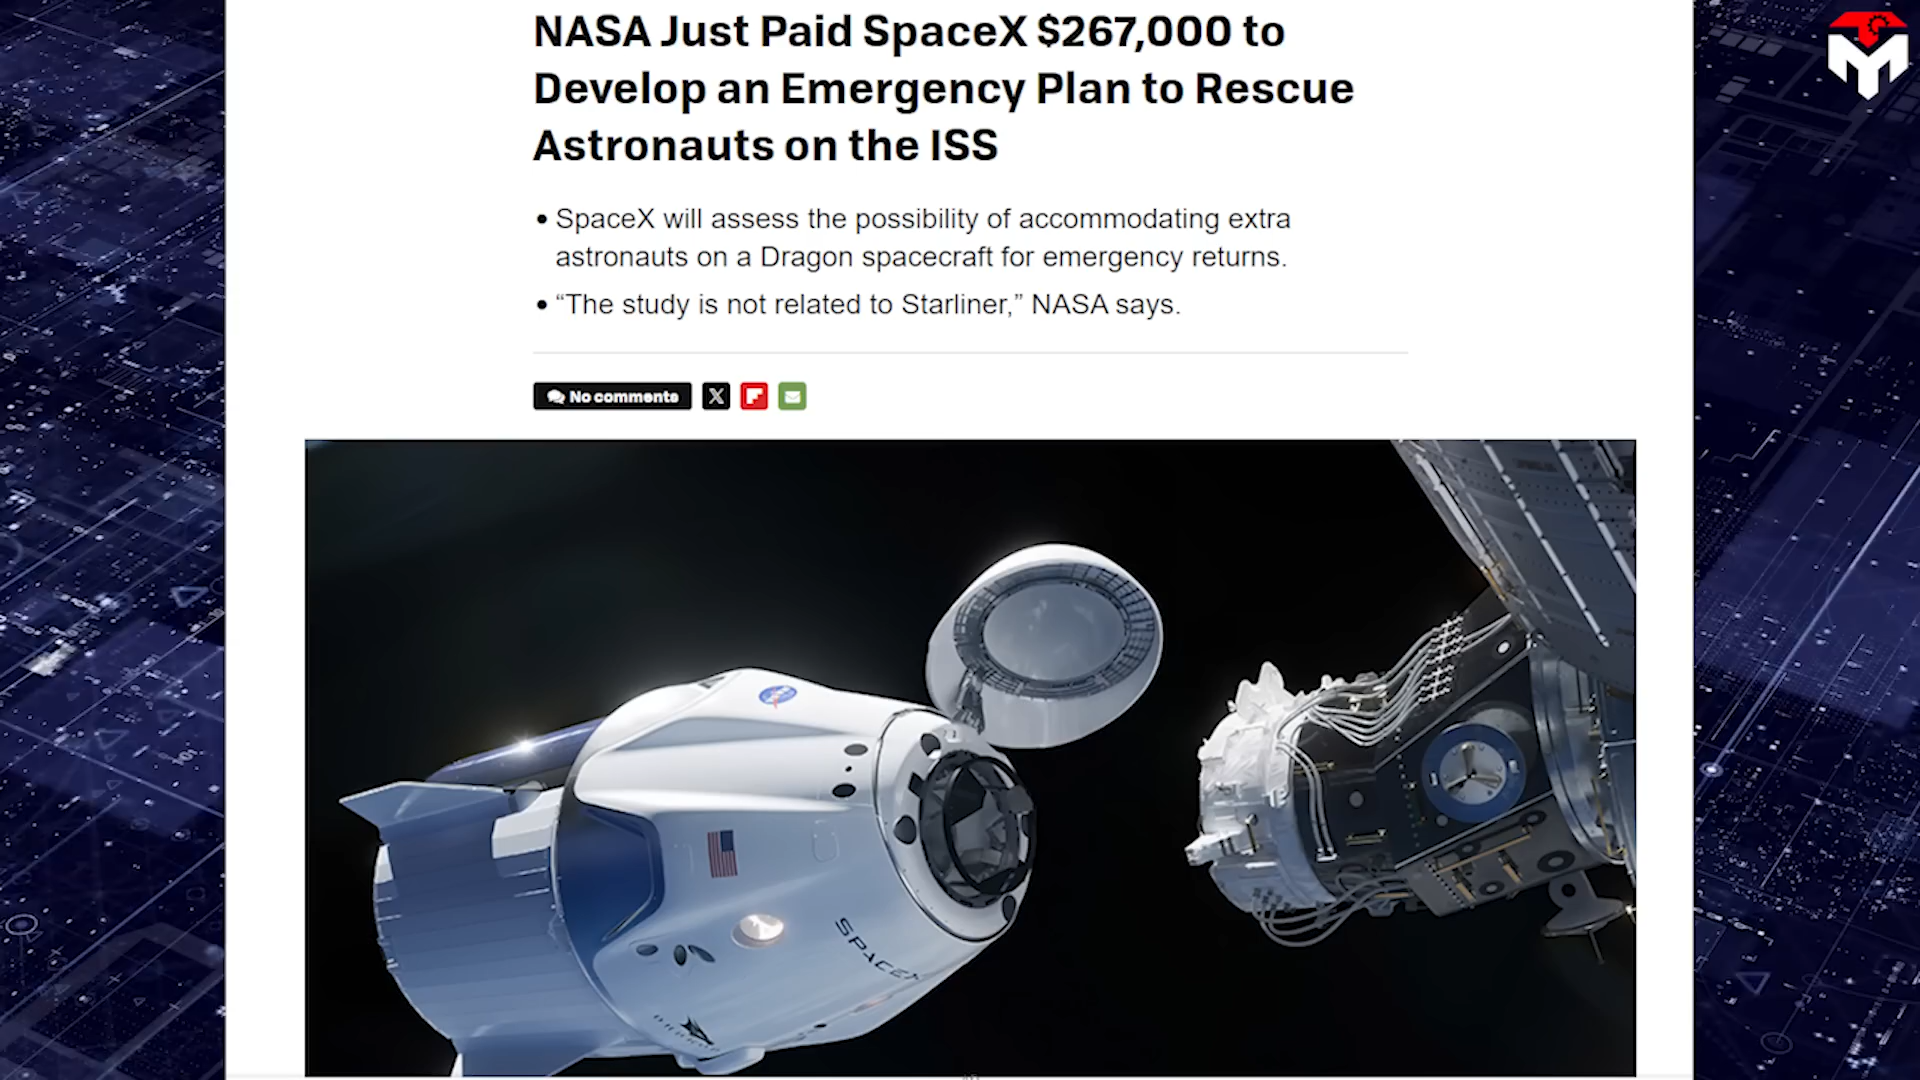 NASA Just Paid SpaceX $267,000 to
Develop an Emergency Plan to Rescue
Astronauts on the ISS
• SpaceX will assess the possibility of accommodating extra
astronauts on a Dragon spacecraft for emergency returns.
• “The study is not related to Starliner,” NASA says.
No comments
NASA
SPACEX